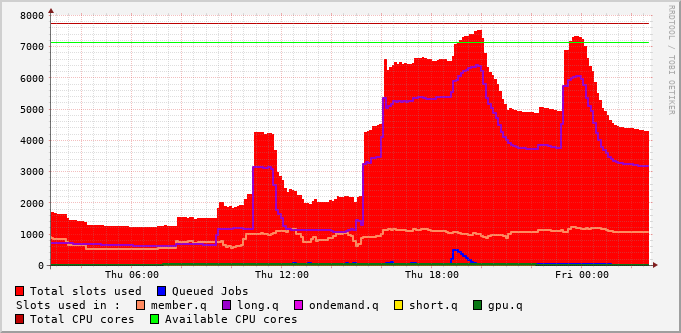 8000
7000
6000
5000
4000
3000
2000
1000
0
Thu 06:00 Thu 12:00 Thu 18:00 Fri 00:00
RRDTOOL / TOBI OETIKER
Total slots used Queued Jobs
Slots used in : member.q long.q ondemand.q short.q gpu.q
Total CPU cores Available CPU cores